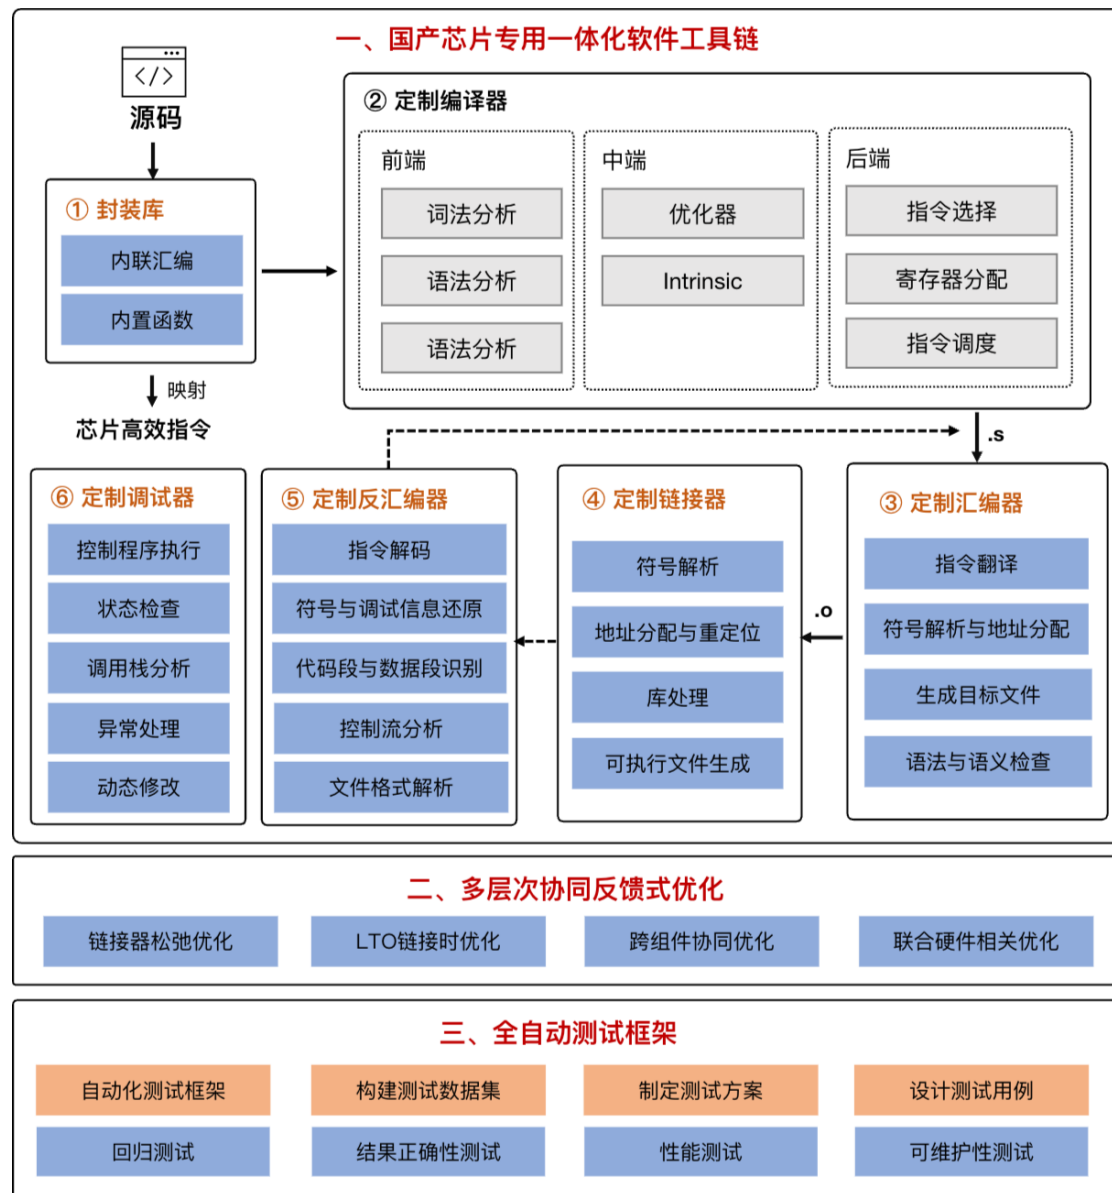 一、国产芯片专用一体化软件工具链
</>
源码
① 封装库
内联汇编
内置函数
映射
芯片高效指令
② 定制编译器
前端
词法分析
语法分析
语法分析
中端
优化器
Intrinsic
后端
指令选择
寄存器分配
指令调度
.s
⑥ 定制调试器
控制程序执行
状态检查
调用栈分析
异常处理
动态修改
⑤ 定制反汇编器
指令解码
符号与调试信息还原
代码段与数据段识别
控制流分析
文件格式解析
④ 定制链接器
符号解析
地址分配与重定位
库处理
可执行文件生成
.o
③ 定制汇编器
指令翻译
符号解析与地址分配
生成目标文件
语法与语义检查
二、多层次协同反馈式优化
链接器松弛优化
LTO链接时优化
跨组件协同优化
联合硬件相关优化
三、全自动测试框架
自动化测试框架
构建测试数据集
制定测试方案
设计测试用例
回归测试
结果正确性测试
性能测试
可维护性测试